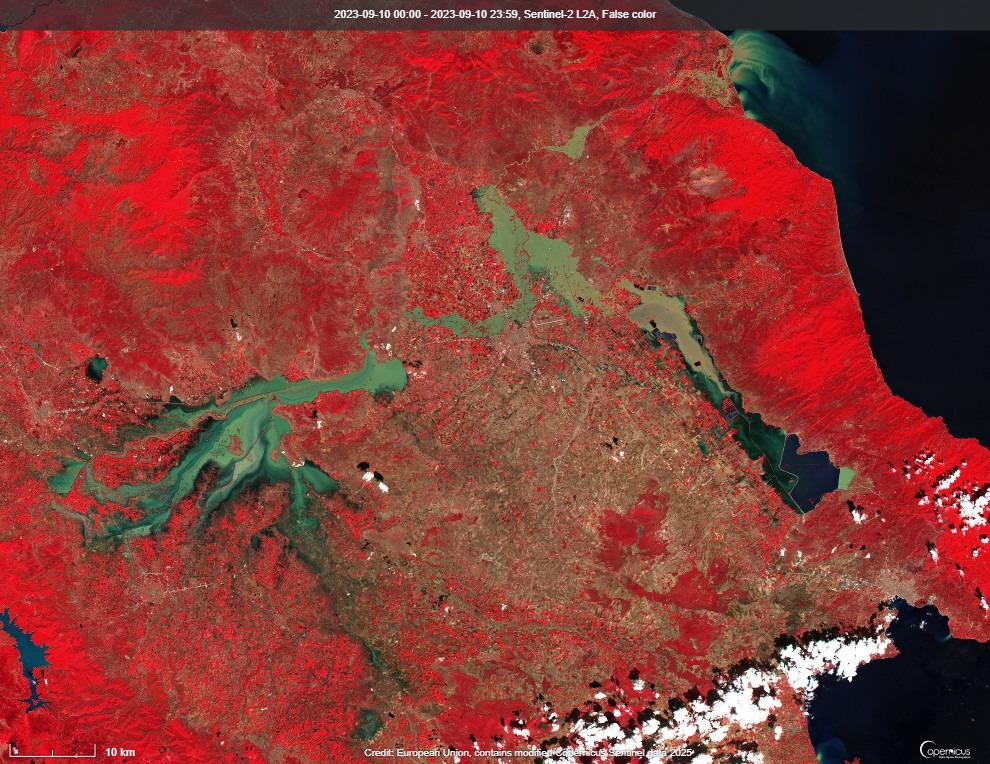 2023-09-10 00:00 - 2023-09-10 23:59, Sentinel-2 L2A, False color
10 km
Credit: European Union, contains modified Copernicus Sentinel data 2025
opernicus